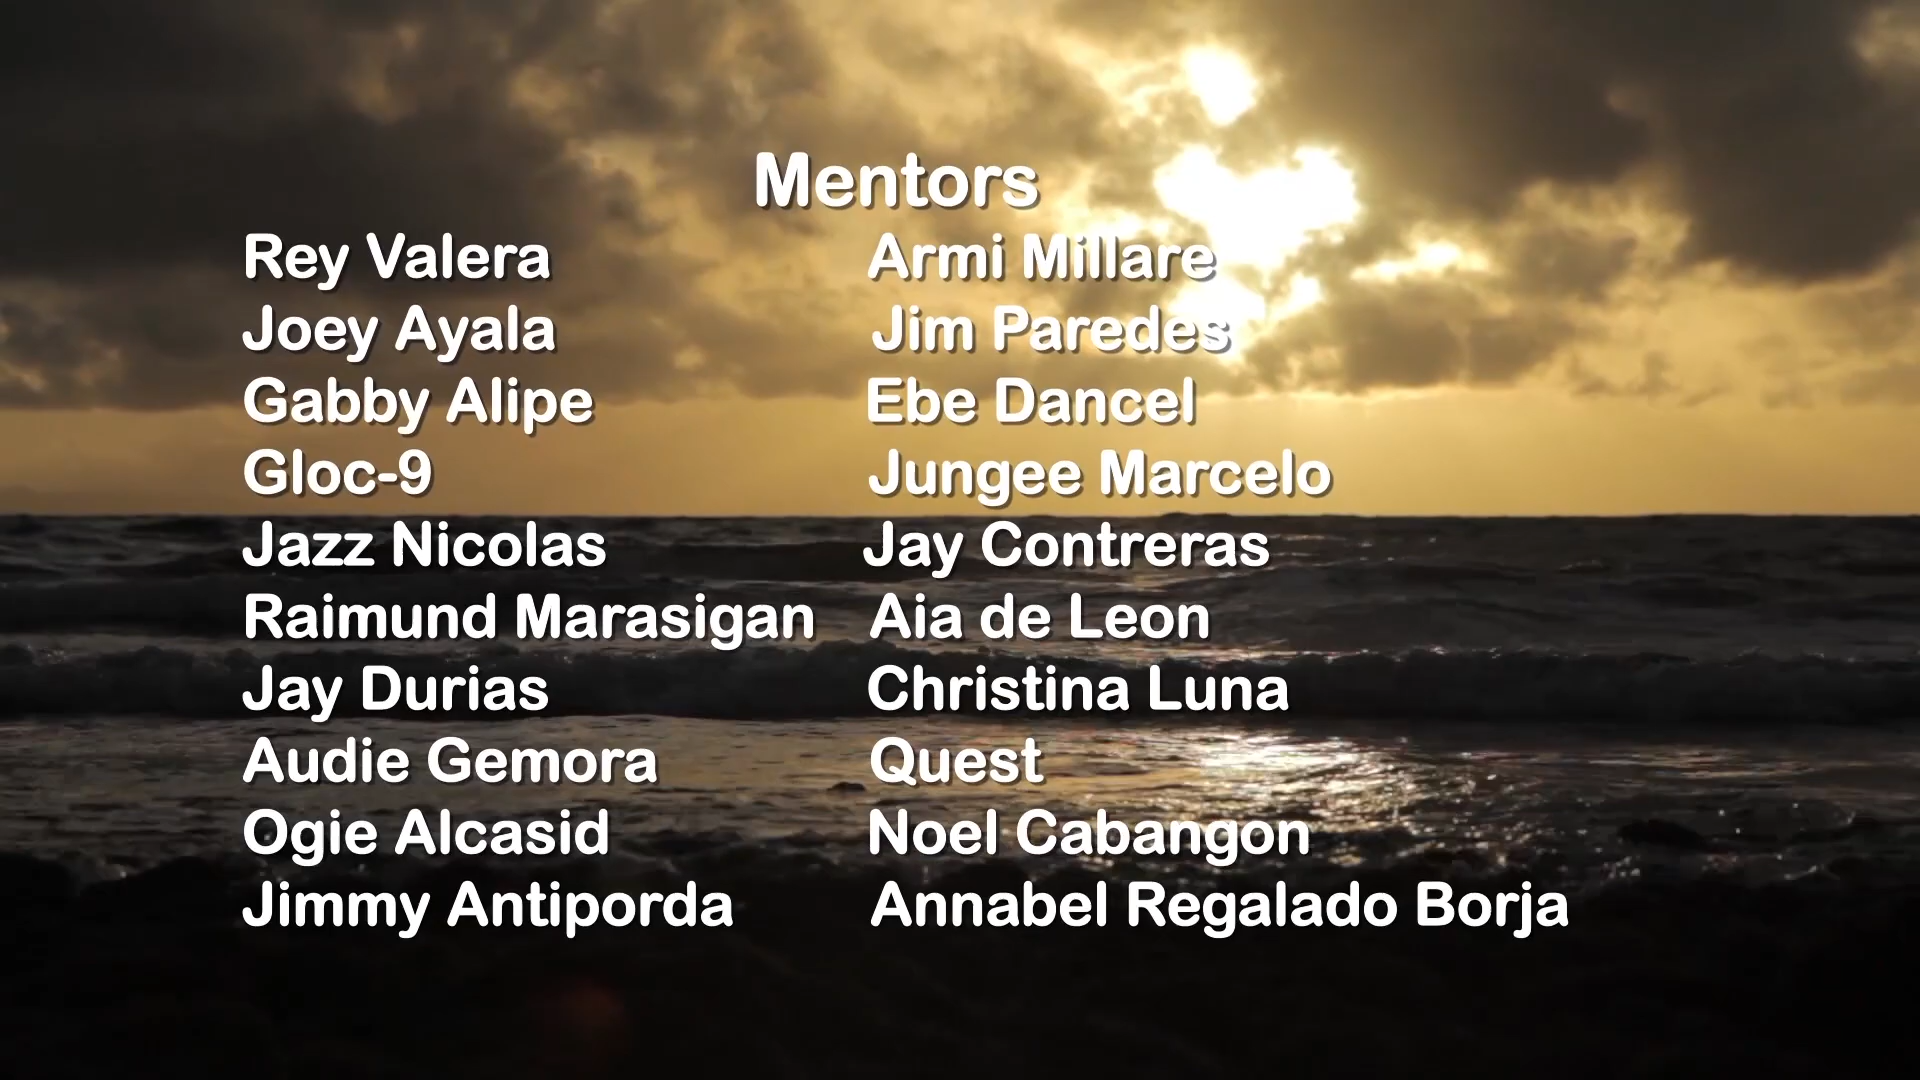 Mentors
Rey Valera Armi Millare
Joey Ayala Jim Paredes
Gabby Alipe Ebe Dancel
Gloc-9 Jungee Marcelo
Jazz Nicolas Jay Contreras
Raimund Marasigan Aia de Leon
Jay Durias Christina Luna
Audie Gemora Quest
Ogie Alcasid Noel Cabangon
Jimmy Antiporda Annabel Regalado Borja